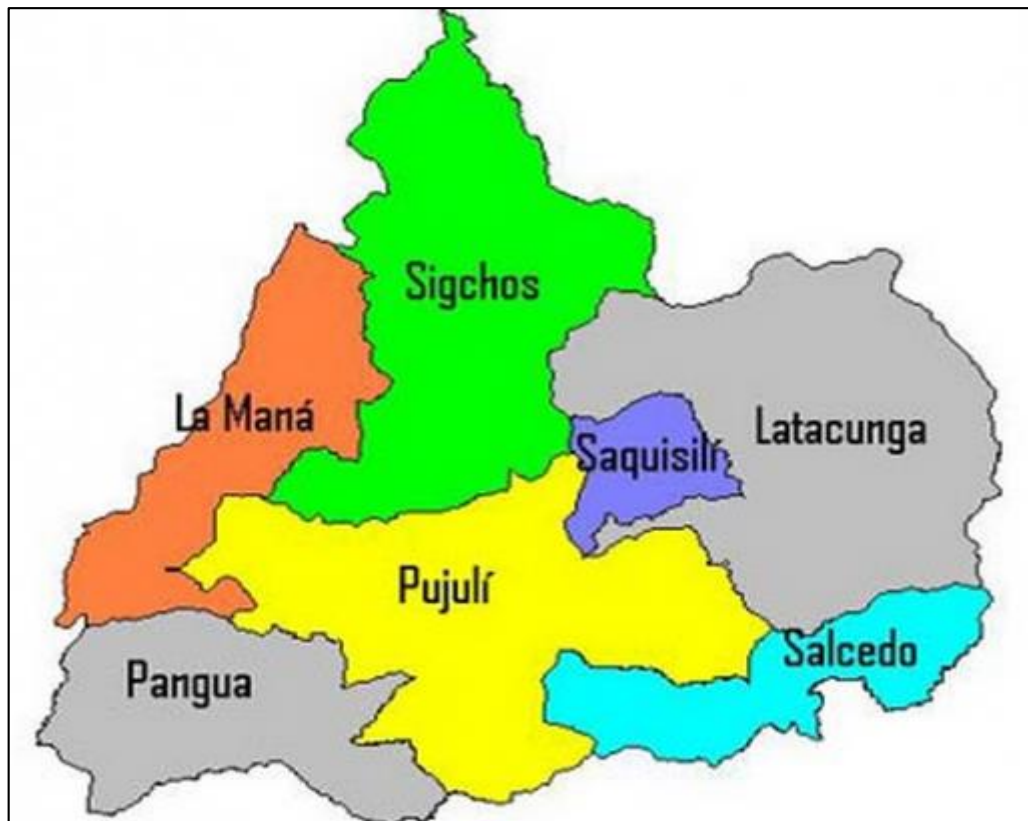 Sigchos
La Maná
Latacunga
Saquisilí
Pujulí
Salcedo
Pangua